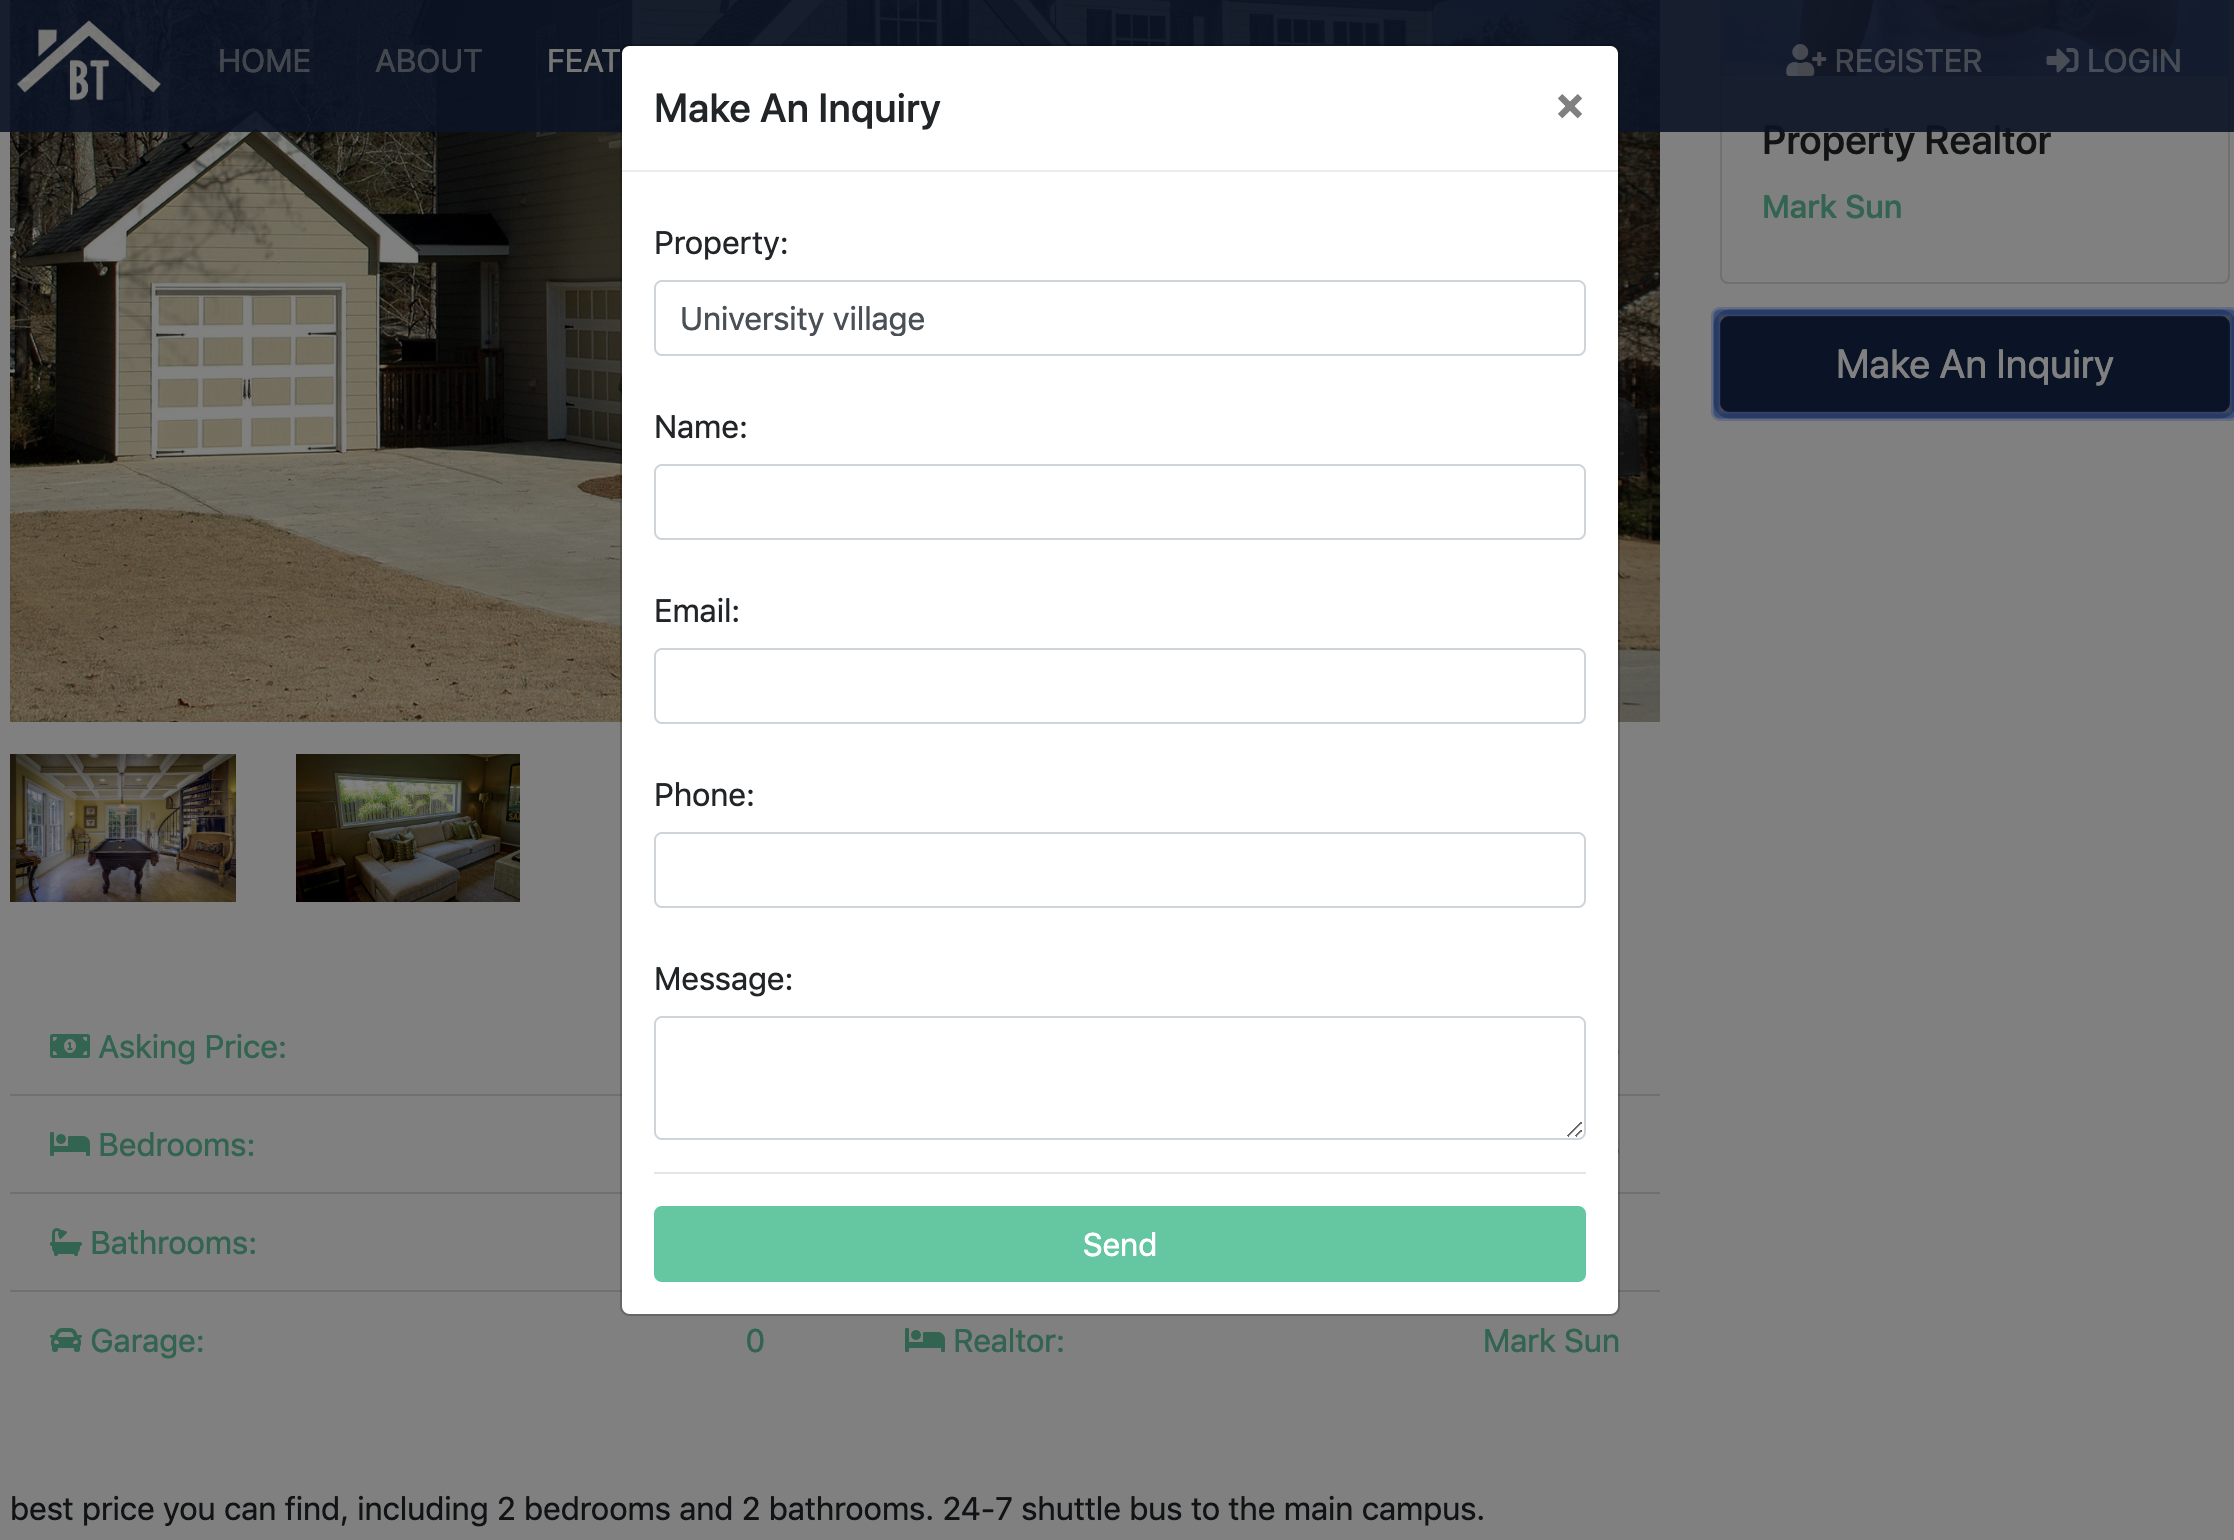 BT
HOME
ABOUT
FEAT
REGISTER
LOGIN
Make An Inquiry
Property:
University village
Name:
Email:
Phone:
Message:
Send
Property Realtor
Mark Sun
Make An Inquiry
Asking Price:
Bedrooms:
Bathrooms:
Garage: 0 Realtor: Mark Sun
best price you can find, including 2 bedrooms and 2 bathrooms. 24-7 shuttle bus to the main campus.